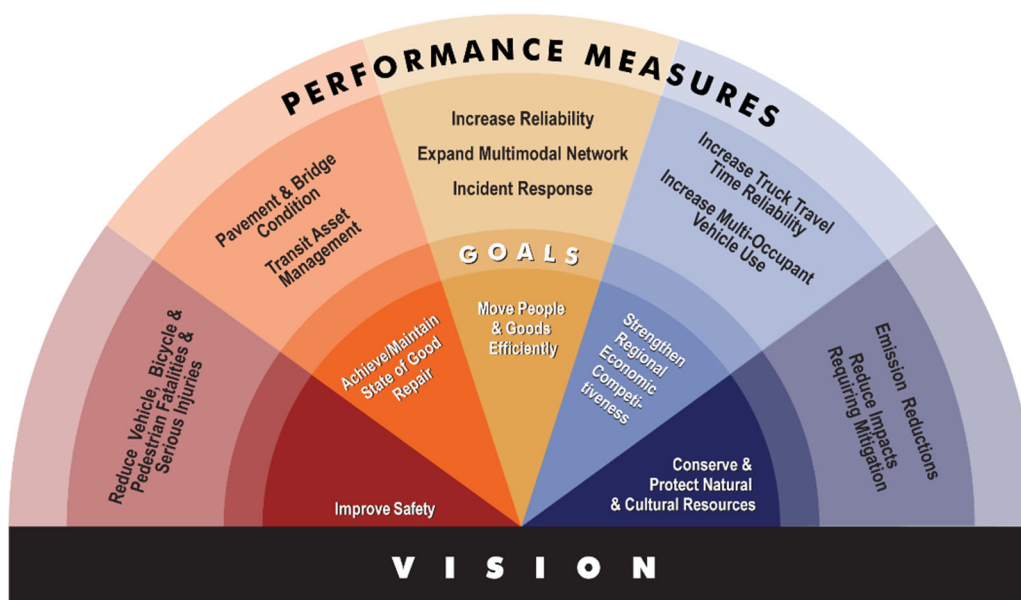 PERFORMANCE MEASURES
Reduce Vehicle, Bicycle &
Pedestrian Fatalities &
Serious Injuries
Pavement & Bridge
Condition
Transit Asset
Management
Increase Reliability
Expand Multimodal Network
Incident Response
Increase Truck Travel
Time Reliability
Increase Multi-Occupant
Vehicle Use
Emission Reductions
Reduce Impacts
Requiring Mitigation
GOALS
Improve Safety
Achieve/Maintain
State of Good
Repair
Move People
& Goods
Efficiently
Strengthen
Regional
Economic
Competi-
tiveness
Conserve &
Protect Natural
& Cultural Resources
VISION